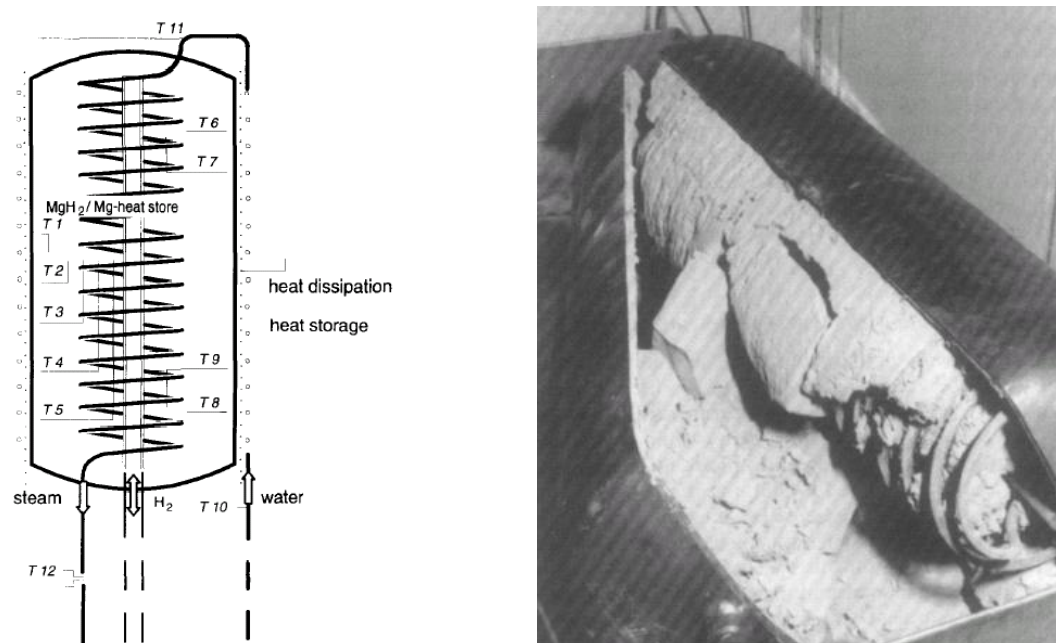 T 11
T 6
T 7
MgH₂/ Mg-heat store
T 1
T 2
heat dissipation
T 3
heat storage
T 4
T 9
T 5
T 8
steam
H₂
water
T 10
T 12